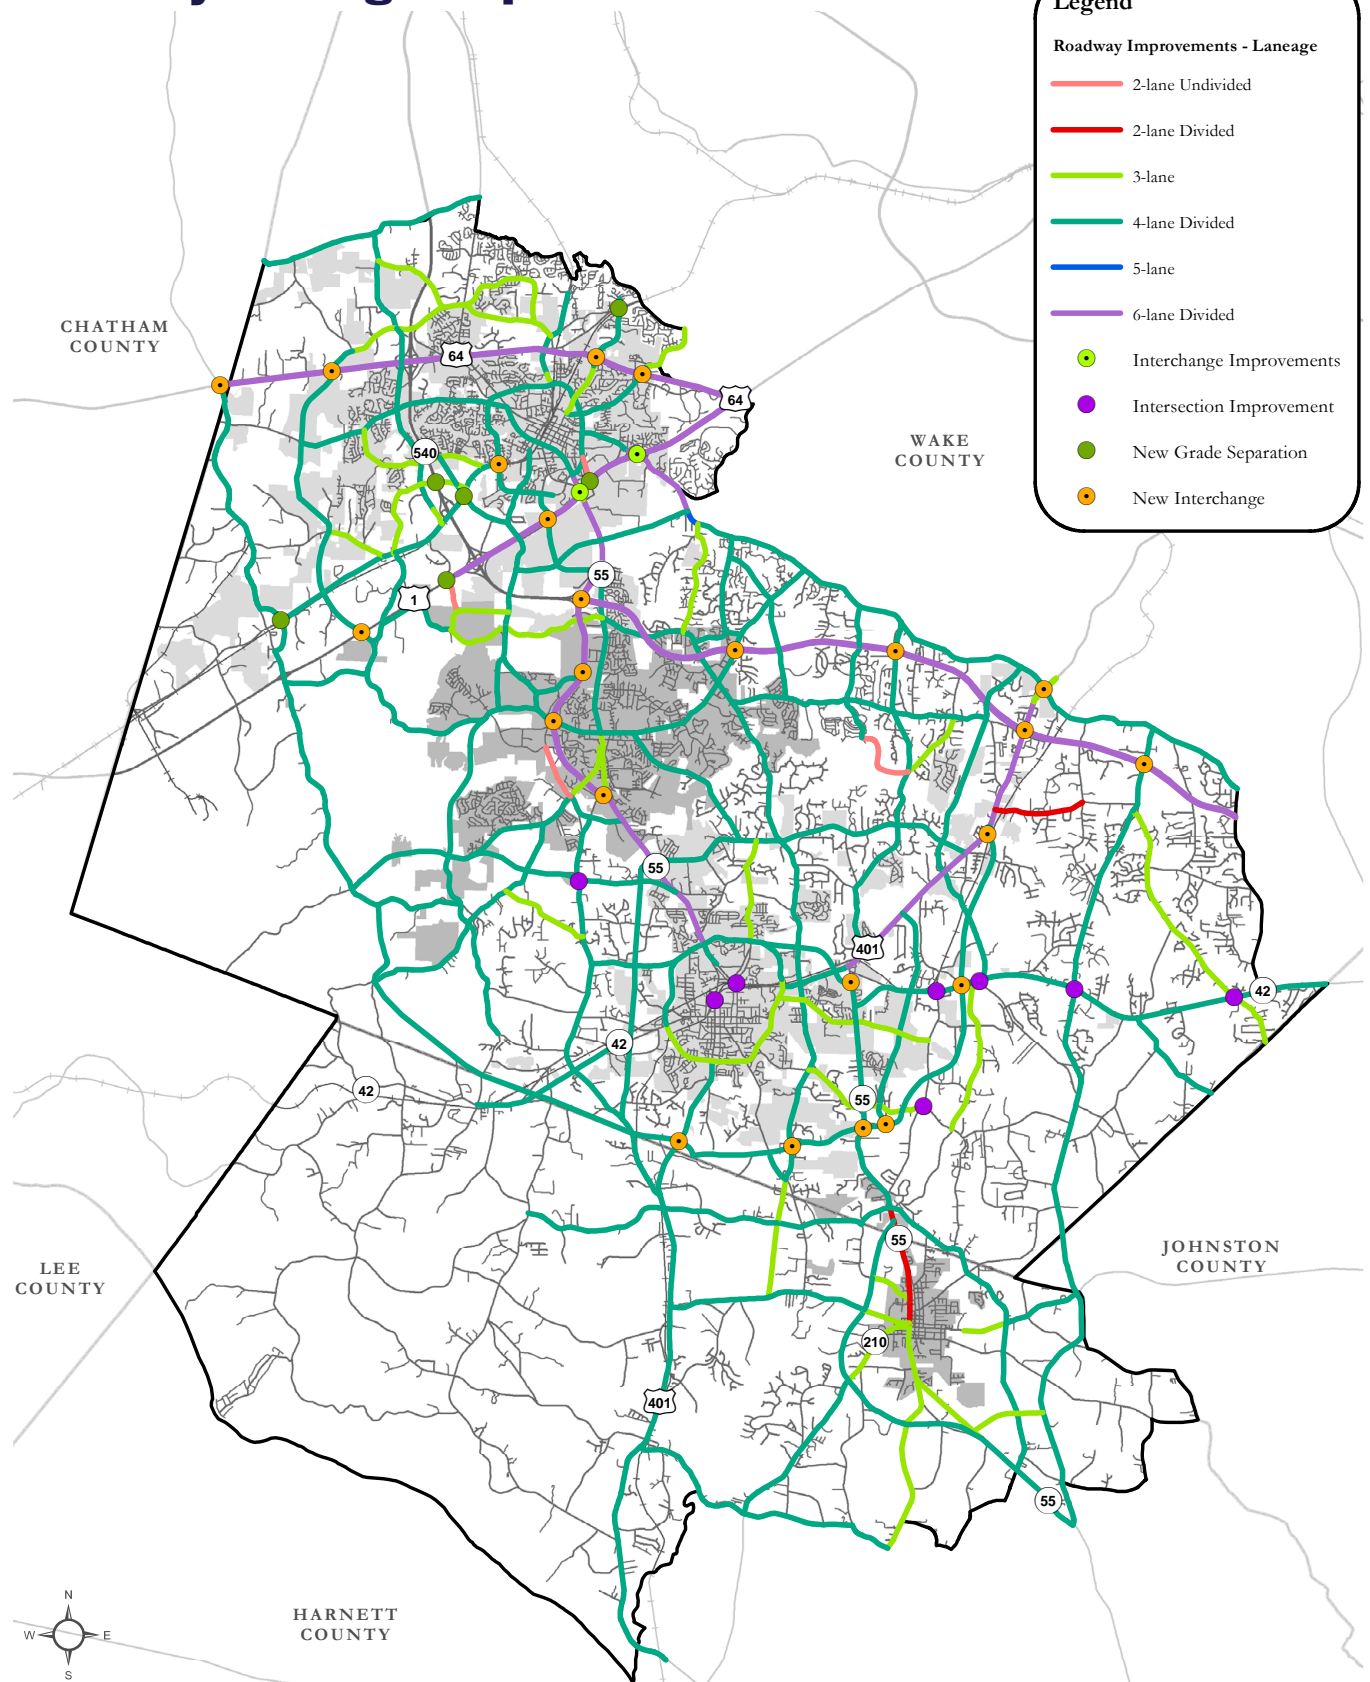 Legend
Roadway Improvements - Laneage
2-lane Undivided
2-lane Divided
3-lane
4-lane Divided
5-lane
6-lane Divided
Interchange Improvements
Intersection Improvement
New Grade Separation
New Interchange
CHATHAM
COUNTY
64
64
WAKE
COUNTY
540
55
1
55
401
42
42
42
55
55
JOHNSTON
COUNTY
LEE
COUNTY
210
401
55
HARNETT
COUNTY
N
W
E
S